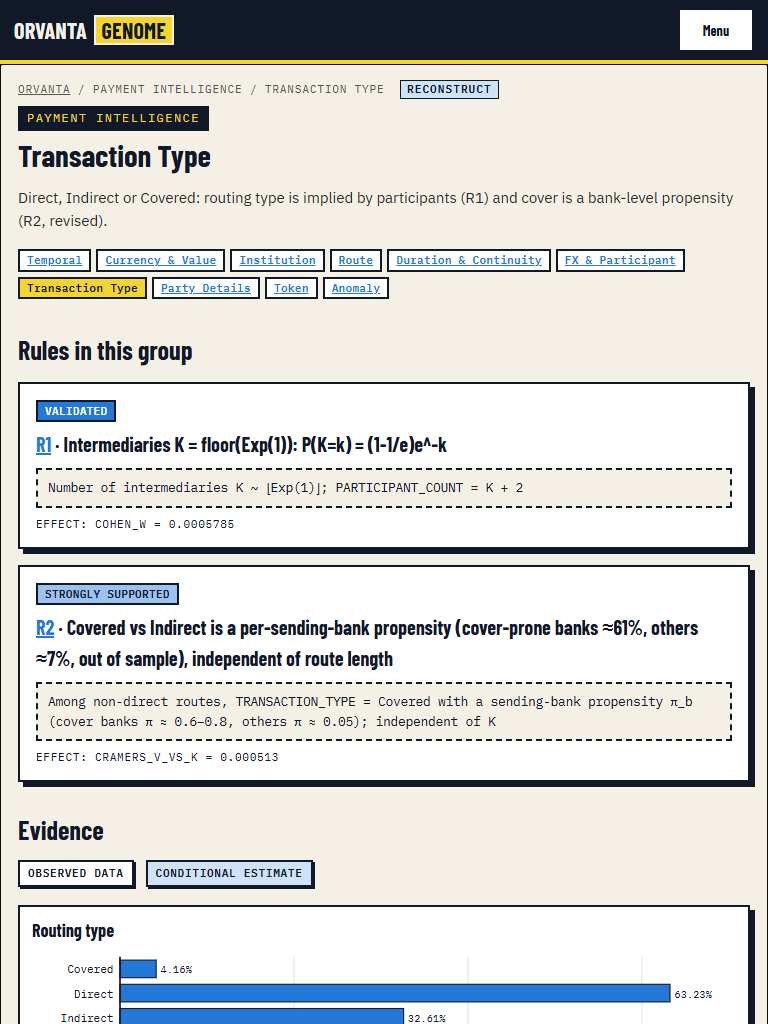 ORVANTA GENOME
Menu
ORVANTA / PAYMENT INTELLIGENCE / TRANSACTION TYPE RECONSTRUCT
PAYMENT INTELLIGENCE
Transaction Type
Direct, Indirect or Covered: routing type is implied by participants (R1) and cover is a bank-level propensity
(R2, revised).
Temporal Currency & Value Institution Route Duration & Continuity FX & Participant
Transaction Type Party Details Token Anomaly
Rules in this group
VALIDATED
R1 · Intermediaries K = floor(Exp(1)): P(K=k) = (1-1/e)e^-k
Number of intermediaries K ~ ⌊Exp(1)⌋; PARTICIPANT_COUNT = K + 2
EFFECT: COHEN_W = 0.0005785
STRONGLY SUPPORTED
R2 · Covered vs Indirect is a per-sending-bank propensity (cover-prone banks ≈61%, others
≈7%, out of sample), independent of route length
Among non-direct routes, TRANSACTION_TYPE = Covered with a sending-bank propensity π_b
(cover banks π ≈ 0.6–0.8, others π ≈ 0.05); independent of K
EFFECT: CRAMERS_V_VS_K = 0.000513
Evidence
OBSERVED DATA CONDITIONAL ESTIMATE
Routing type
Covered 4.16%
Direct 63.23%
Indirect 32.61%